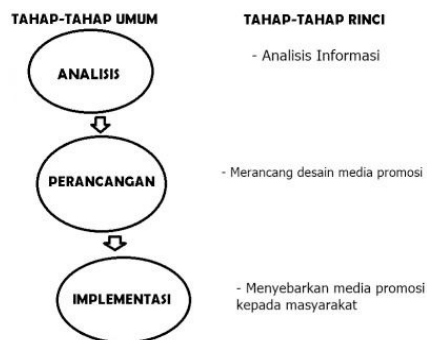 TAHAP-TAHAP UMUM
TAHAP-TAHAP RINCI
ANALISIS
- Analisis Informasi
PERANCANGAN
- Merancang desain media promosi
IMPLEMENTASI
- Menyebarkan media promosi
kepada masyarakat